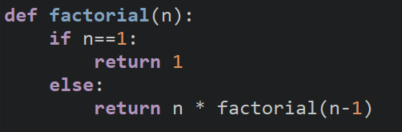 def factorial(n):
    if n==1:
        return 1
    else:
        return n * factorial(n-1)